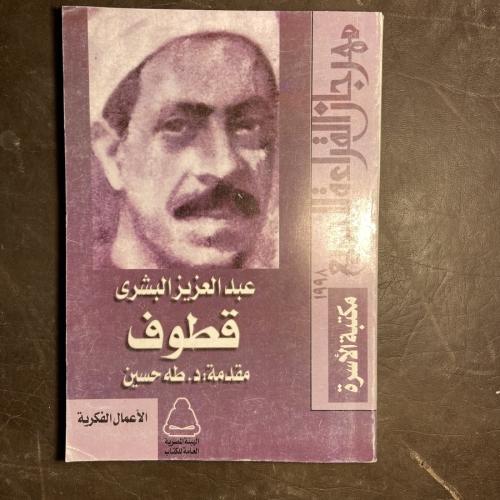 مهرجان القراءة للجميع
١٩٩٨
مكتبة الأسرة
عبد العزيز البشرى
قطوف
مقدمة: د. طه حسين
الأعمال الفكرية
الهيئة المصرية
العامة للكتاب